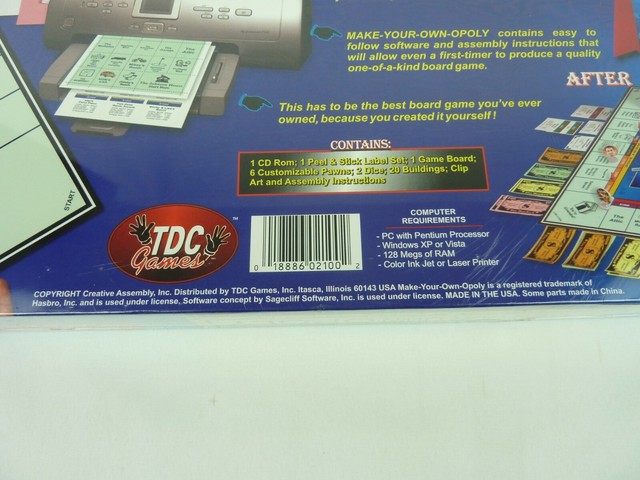 MAKE-YOUR-OWN-OPOLY contains easy to
follow software and assembly instructions that
will allow even a first-timer to produce a quality
one-of-a-kind board game.
AFTER
This has to be the best board game you've ever
owned, because you created it yourself!
CONTAINS:
1 CD Rom; 1 Peel & Stick Label Set; 1 Game Board;
6 Customizable Pawns; 2 Dice; 20 Buildings; Clip
Art and Assembly Instructions
START
TDC
Games
™
0 18886 02100 2
COMPUTER
REQUIREMENTS
- PC with Pentium Processor
- Windows XP or Vista
- 128 Megs of RAM
- Color Ink Jet or Laser Printer
The
Attic
COPYRIGHT Creative Assembly, Inc. Distributed by TDC Games, Inc. Itasca, Illinois 60143 USA Make-Your-Own-Opoly is a registered trademark of
Hasbro, Inc. and is used under license. Software concept by Sagecliff Software, Inc. is used under license. MADE IN THE USA. Some parts made in China.